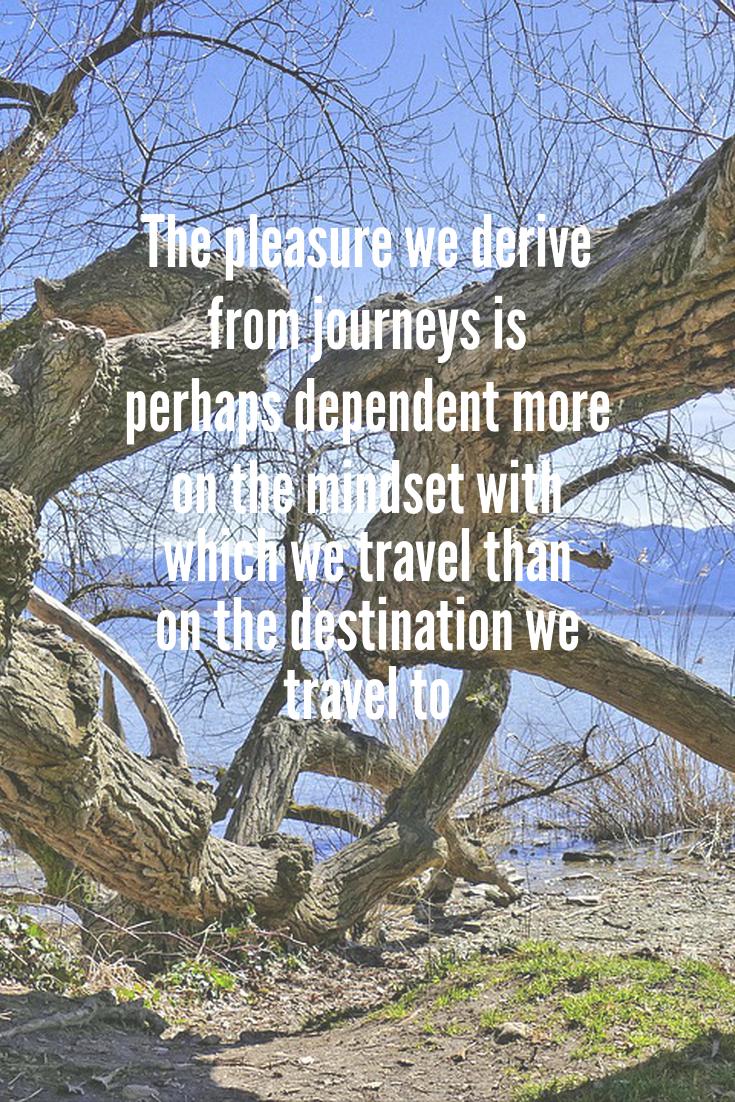 The pleasure we derive
from journeys is
perhaps dependent more
on the mindset with
which we travel than
on the destination we
travel to